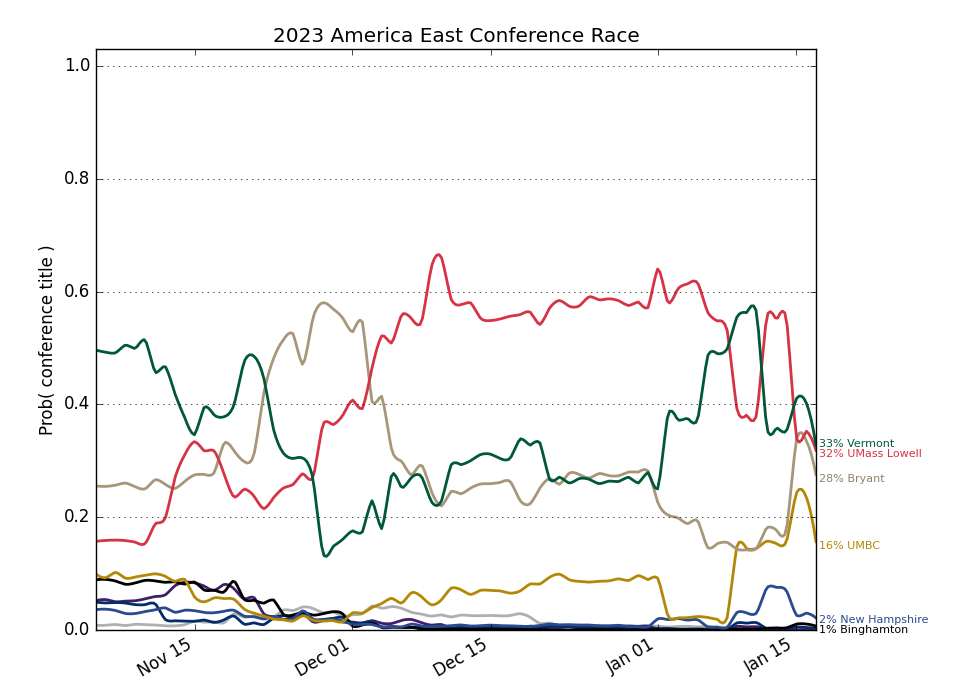 2023 America East Conference Race
Prob( conference title )
1.0
0.8
0.6
0.4
0.2
0.0
33% Vermont
32% UMass Lowell
28% Bryant
16% UMBC
2% New Hampshire
1% Binghamton
Nov 15
Dec 01
Dec 15
Jan 01
Jan 15